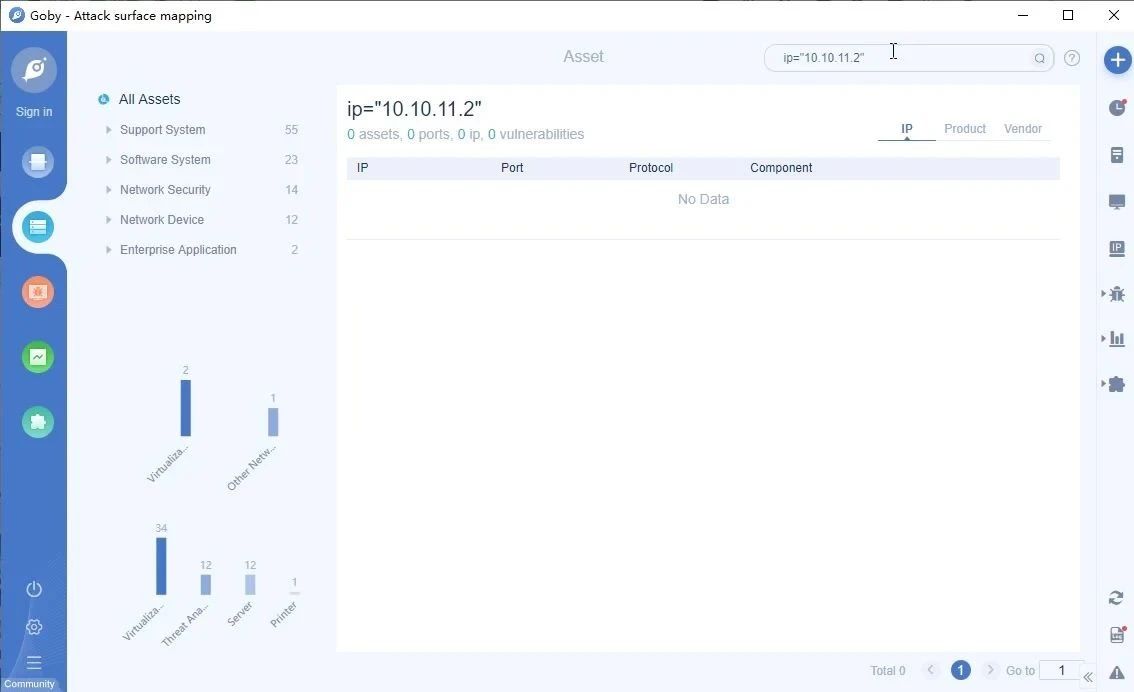 Goby - Attack surface mapping
Sign in
Asset
ip="10.10.11.2"
?
All Assets
Support System 55
Software System 23
Network Security 14
Network Device 12
Enterprise Application 2
ip="10.10.11.2"
0 assets, 0 ports, 0 ip, 0 vulnerabilities
IP Product Vendor
IP Port Protocol Component
No Data
IP
2
1
Virtualiza...
Other Netw...
34
12
12
1
Virtualiza...
Threat Ana...
Server
Printer
Community
Total 0 < 1 > Go to 1